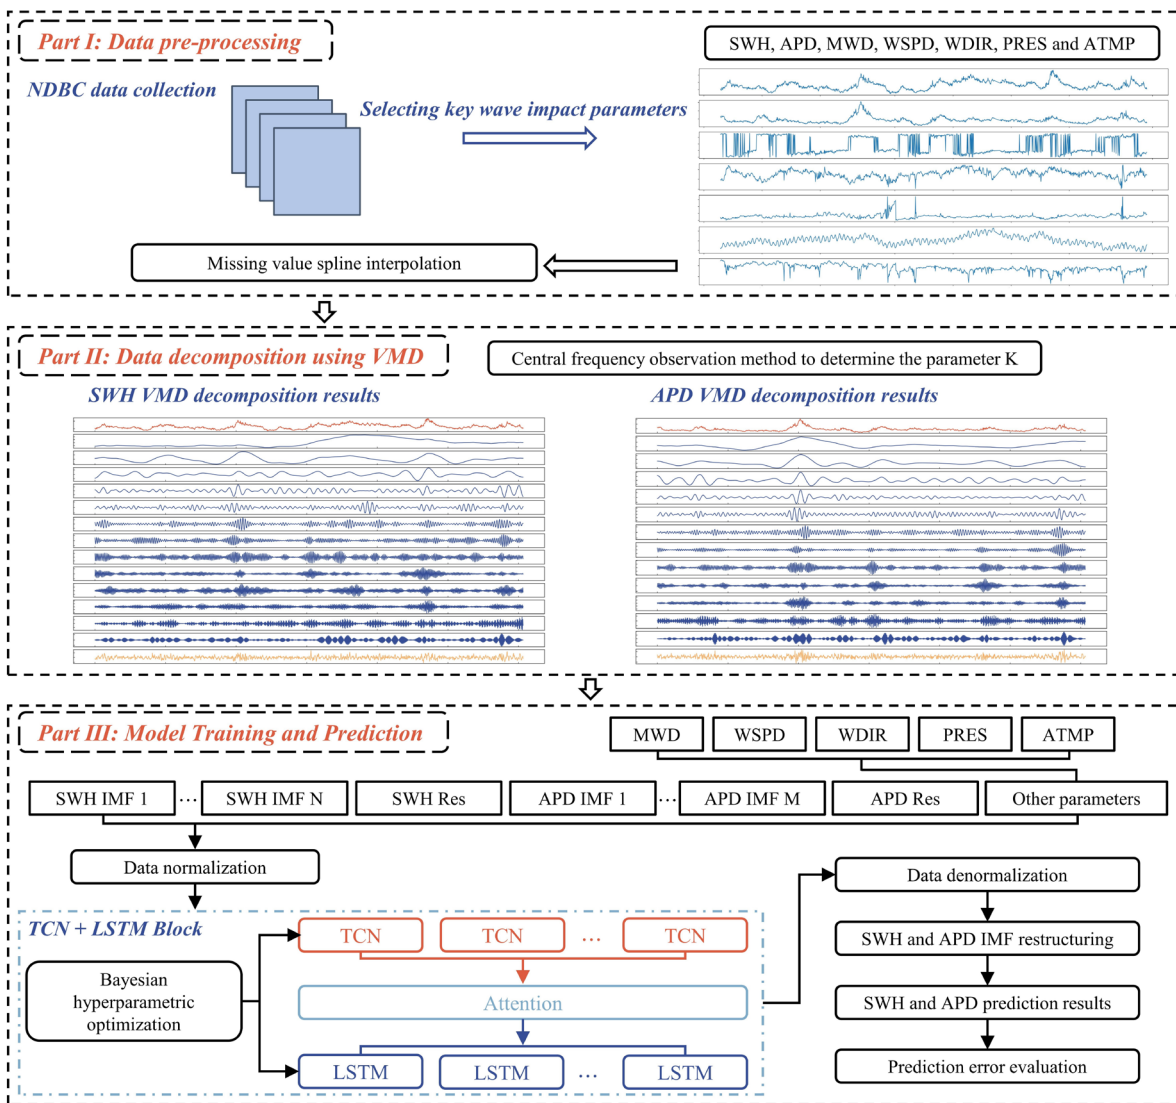 Part I: Data pre-processing
SWH, APD, MWD, WSPD, WDIR, PRES and ATMP
NDBC data collection
Selecting key wave impact parameters
Missing value spline interpolation
Part II: Data decomposition using VMD
Central frequency observation method to determine the parameter K
SWH VMD decomposition results
APD VMD decomposition results
Part III: Model Training and Prediction
MWD
WSPD
WDIR
PRES
ATMP
SWH IMF 1
...
SWH IMF N
SWH Res
APD IMF 1
...
APD IMF M
APD Res
Other parameters
Data normalization
TCN + LSTM Block
Bayesian
hyperparametric
optimization
TCN
TCN
...
TCN
Attention
LSTM
LSTM
...
LSTM
Data denormalization
SWH and APD IMF restructuring
SWH and APD prediction results
Prediction error evaluation